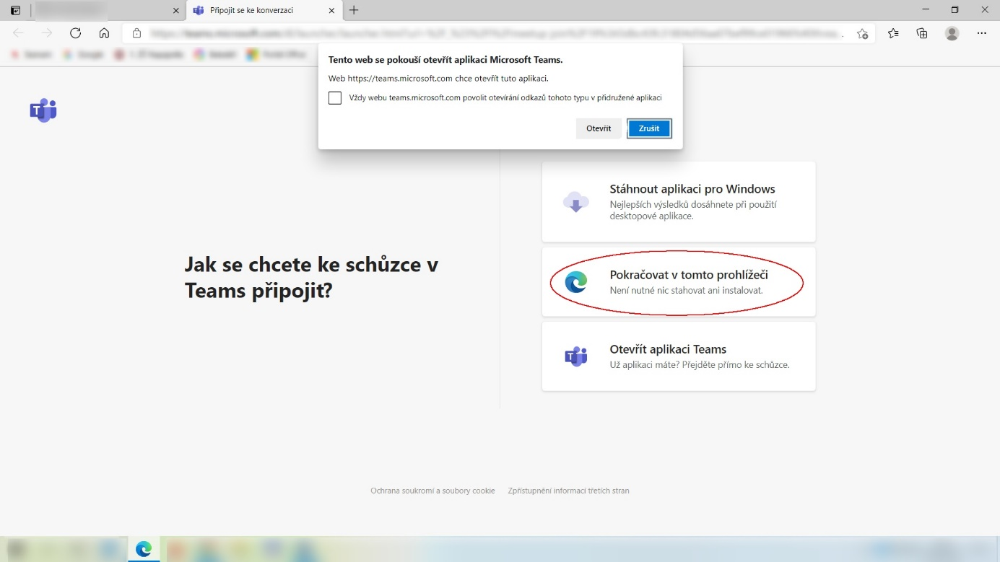 Připojit se ke konverzaci
Tento web se pokouší otevřít aplikaci Microsoft Teams.
Web https://teams.microsoft.com chce otevřít tuto aplikaci.
Vždy webu teams.microsoft.com povolit otevírání odkazů tohoto typu v přidružené aplikaci
Otevřít
Zrušit
Jak se chcete ke schůzce v
Teams připojit?
Stáhnout aplikaci pro Windows
Nejlepších výsledků dosáhnete při použití
desktopové aplikace.
Pokračovat v tomto prohlížeči
Není nutné nic stahovat ani instalovat.
Otevřít aplikaci Teams
Už aplikaci máte? Přejděte přímo ke schůzce.
Ochrana soukromí a soubory cookie
Zpřístupnění informací třetích stran